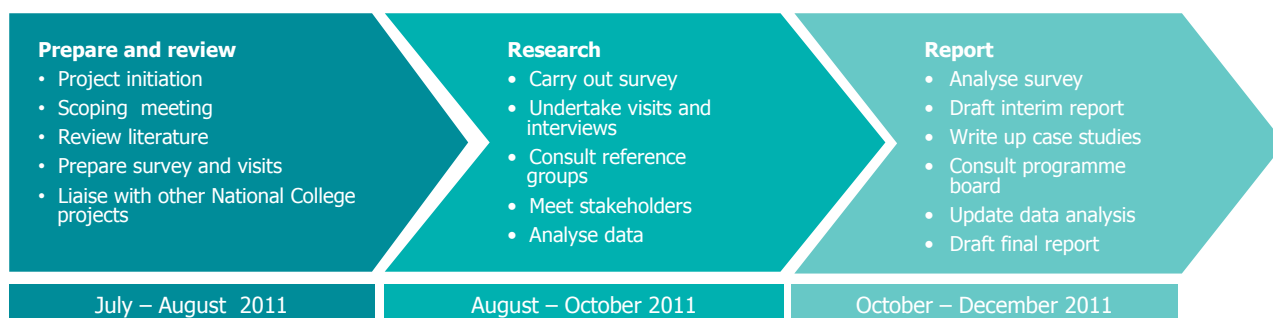 Prepare and review
• Project initiation
• Scoping meeting
• Review literature
• Prepare survey and visits
• Liaise with other National College
projects
July – August 2011
Research
• Carry out survey
• Undertake visits and
interviews
• Consult reference
groups
• Meet stakeholders
• Analyse data
August – October 2011
Report
• Analyse survey
• Draft interim report
• Write up case studies
• Consult programme
board
• Update data analysis
• Draft final report
October – December 2011